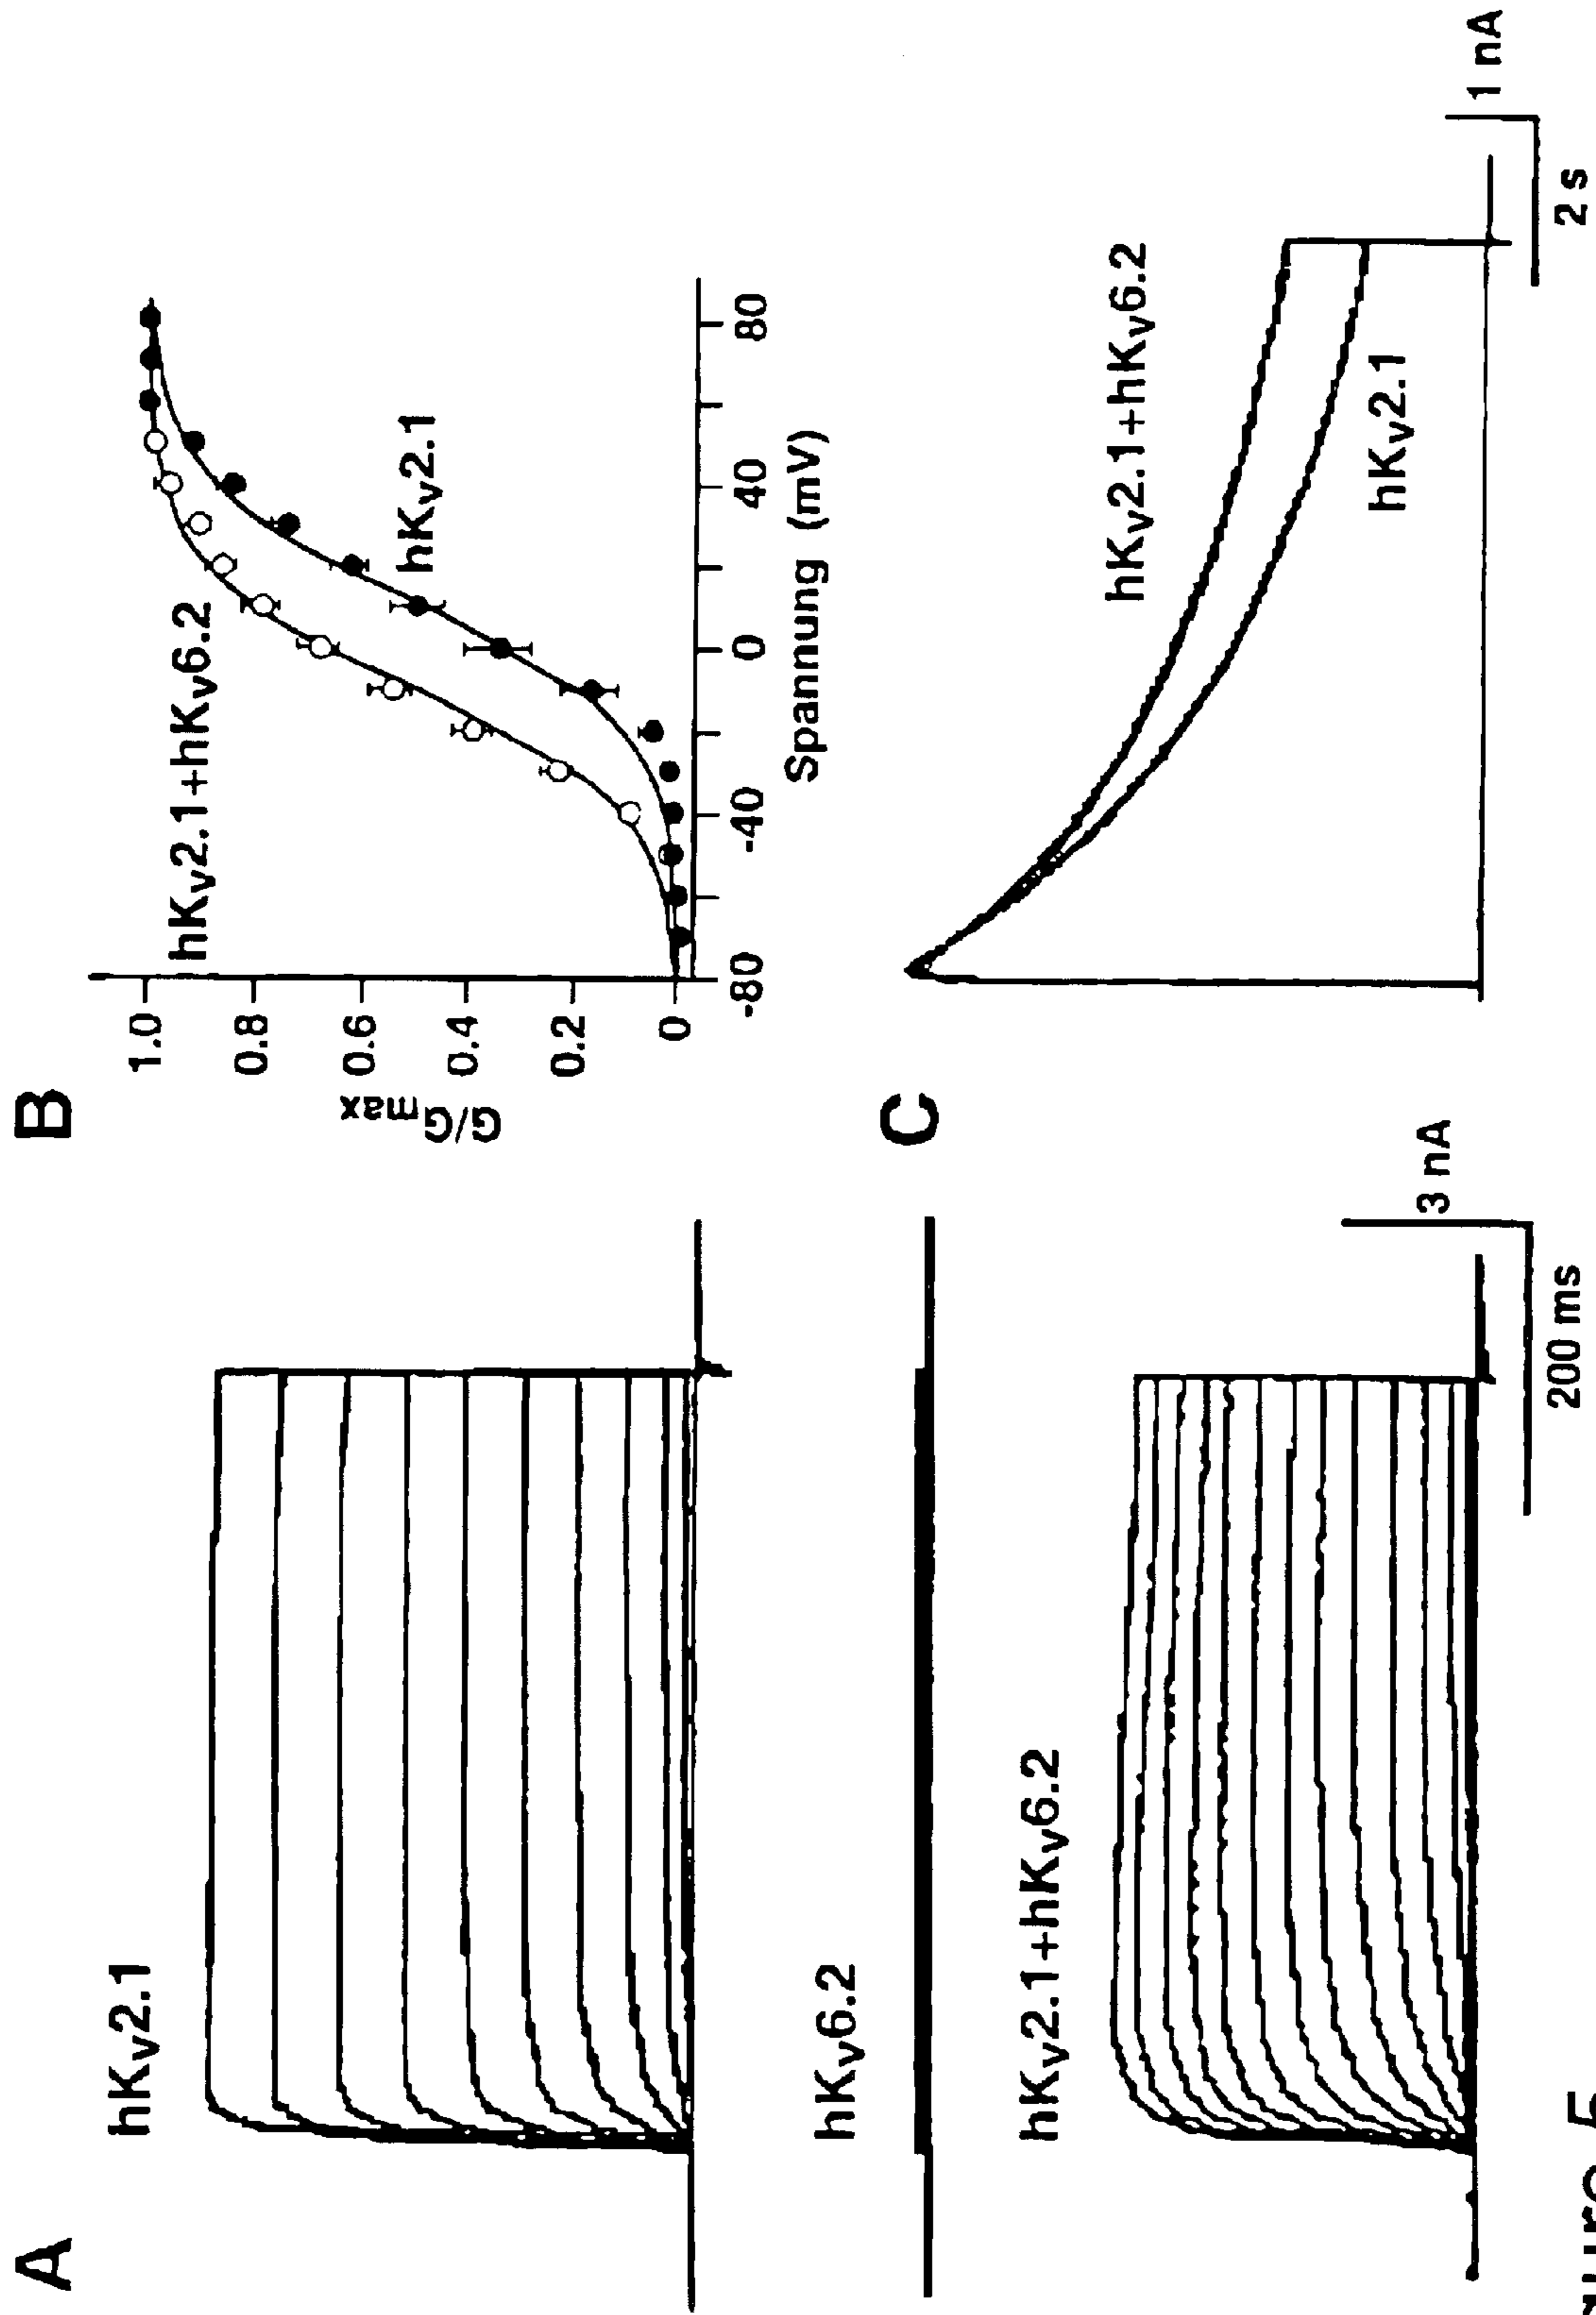 A
hKv2.1
hKv6.2
hKv2.1+hKv6.2
3 nA
200 ms
B
G/Gmax
1.0
0.8
0.6
0.4
0.2
0
-80
-40
0
40
80
Spannung (mV)
hKv2.1+hKv6.2
hKv2.1
C
hKv2.1+hKv6.2
hKv2.1
1 nA
2 s